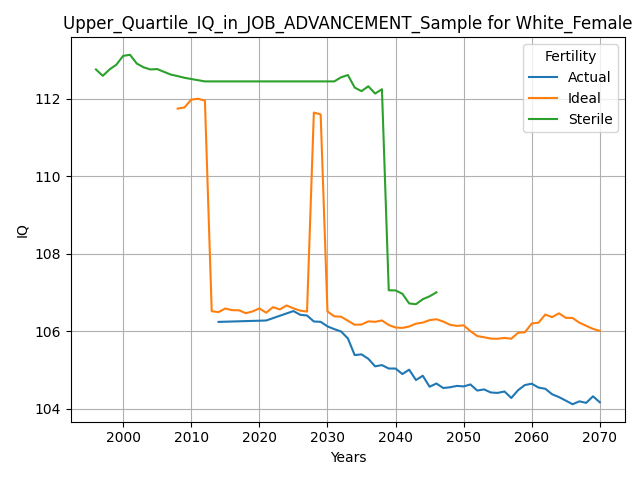 Upper_Quartile_IQ_in_JOB_ADVANCEMENT_Sample for White_Female
Fertility
Actual
Ideal
Sterile
112
110
108
106
104
IQ
2000 2010 2020 2030 2040 2050 2060 2070
Years